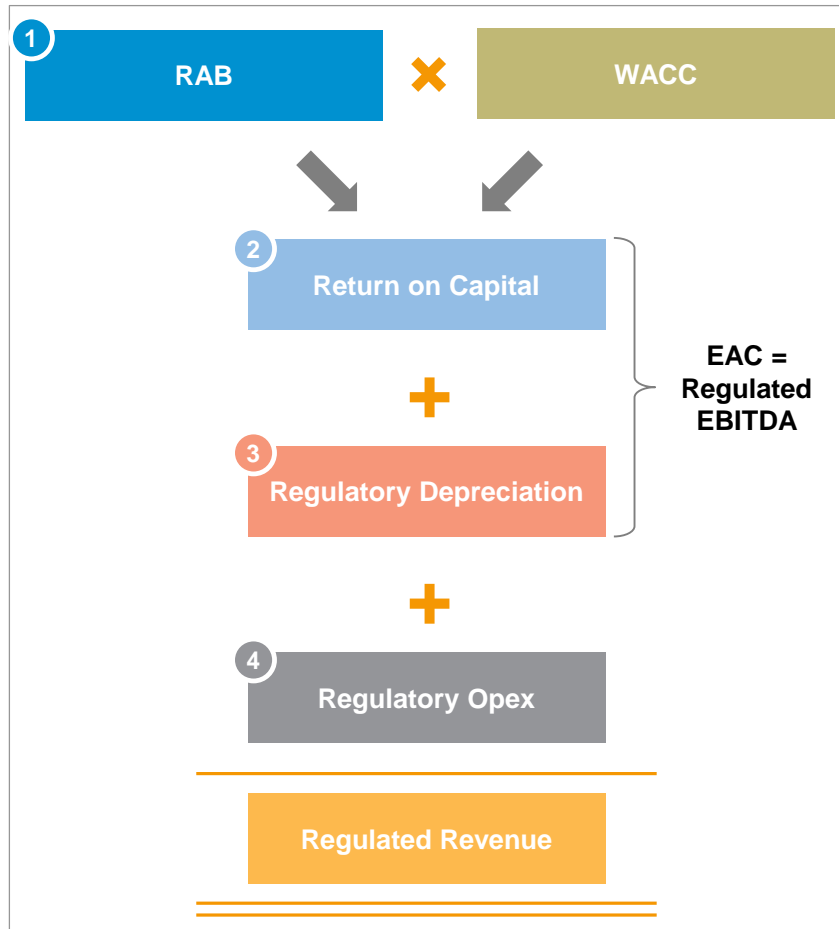 1
RAB
WACC
2
Return on Capital
EAC =
Regulated
EBITDA
3
Regulatory Depreciation
4
Regulatory Opex
Regulated Revenue